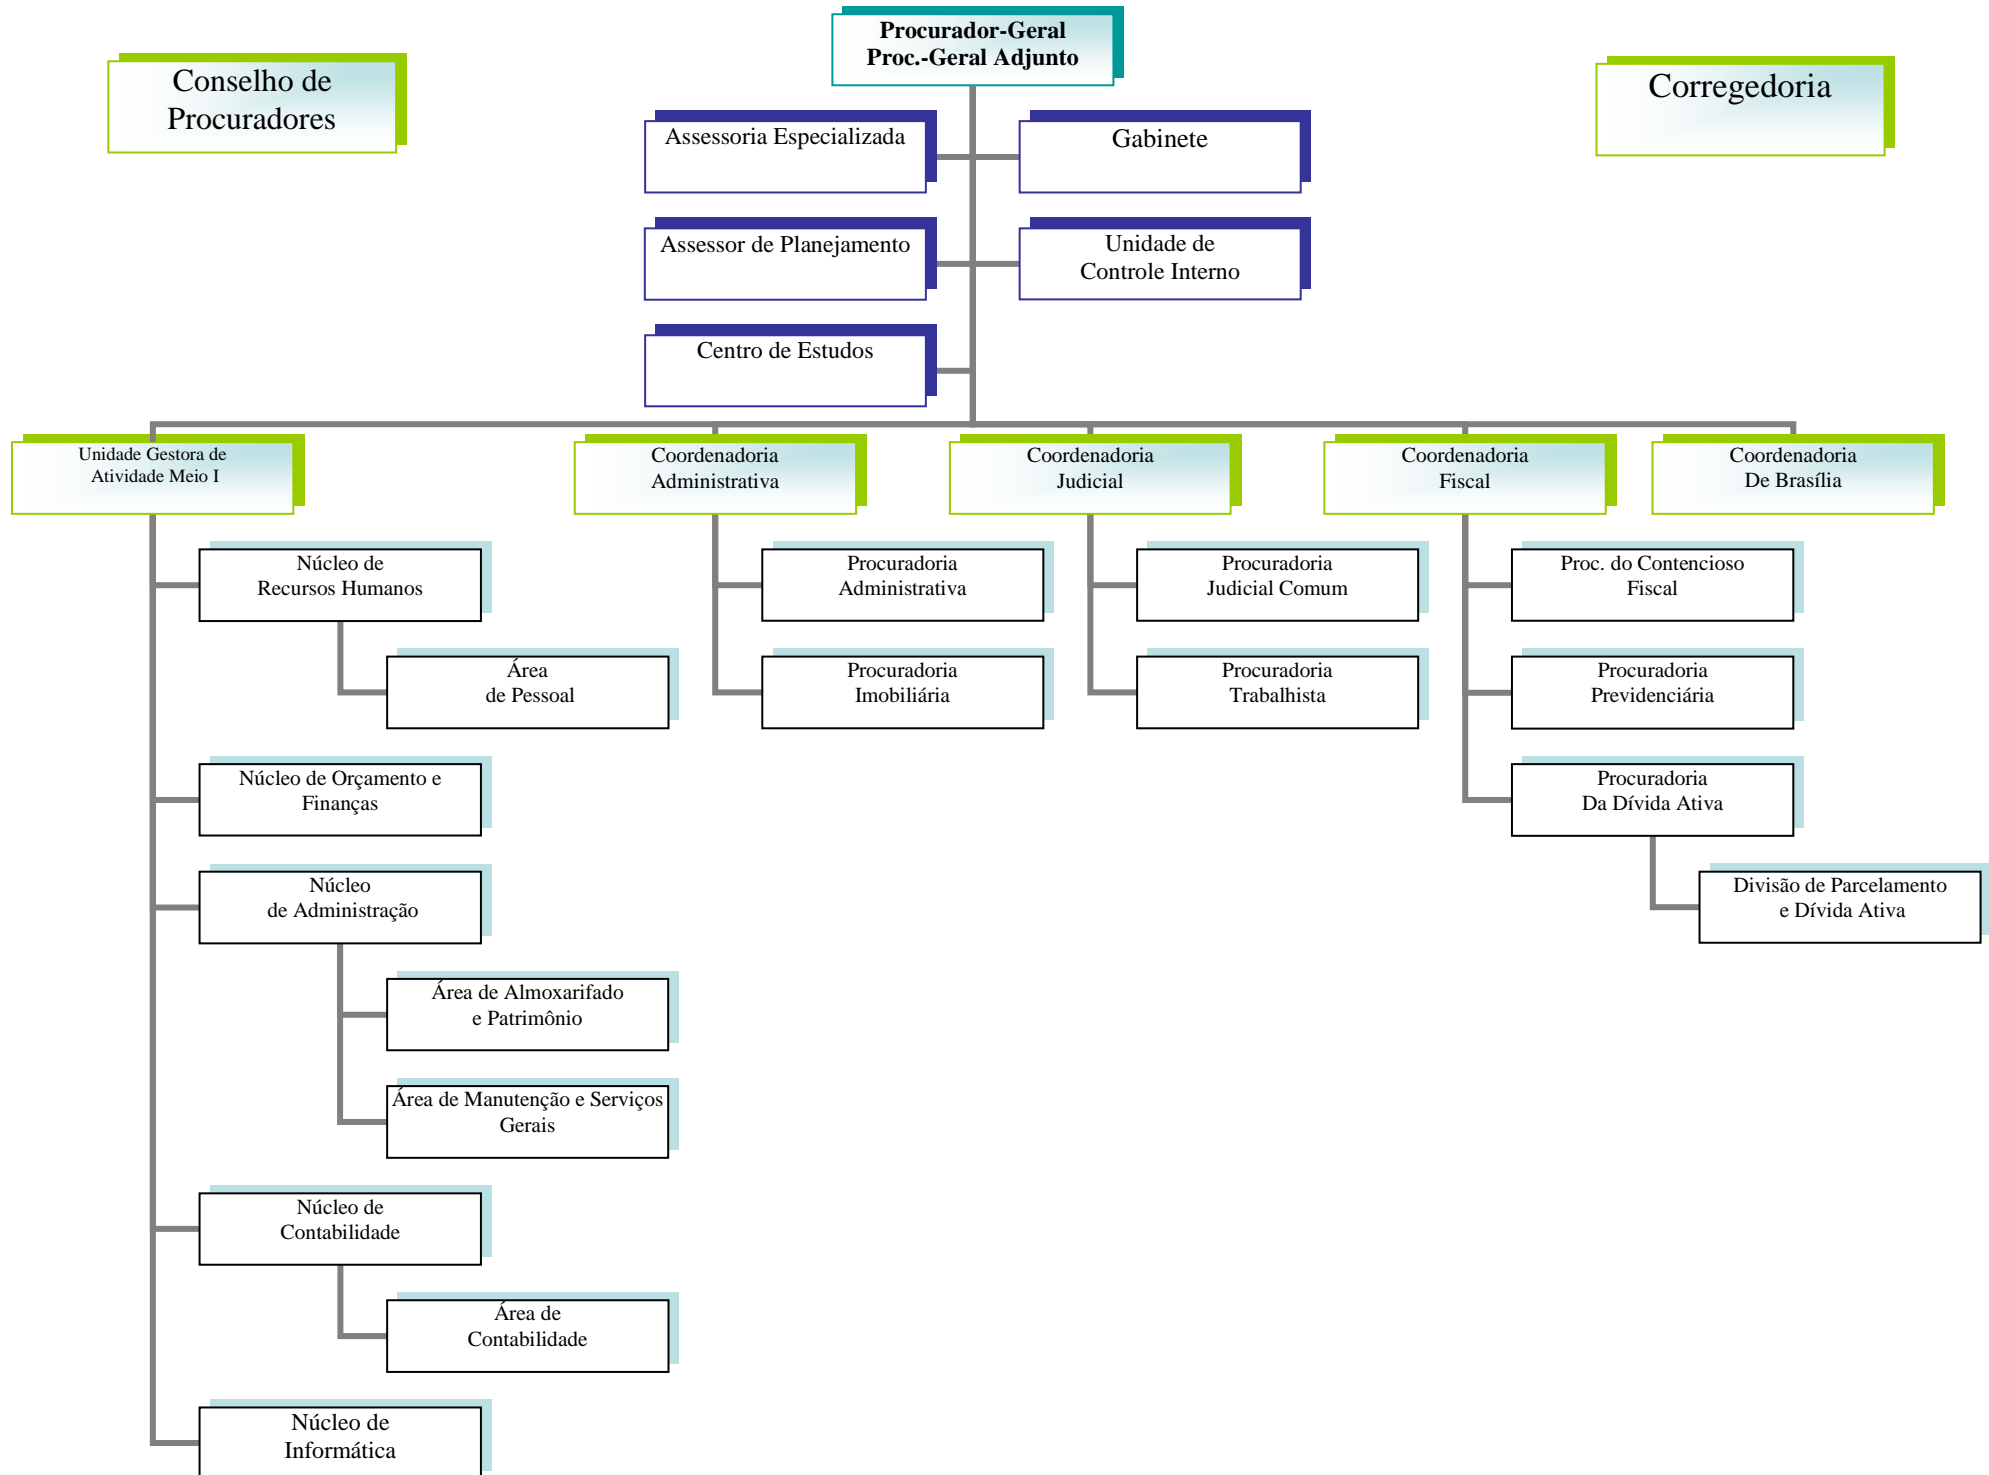 Procurador-Geral
Proc.-Geral Adjunto
Conselho de
Procuradores
Corregedoria
Assessoria Especializada
Gabinete
Assessor de Planejamento
Unidade de
Controle Interno
Centro de Estudos
Unidade Gestora de
Atividade Meio I
Coordenadoria
Administrativa
Coordenadoria
Judicial
Coordenadoria
Fiscal
Coordenadoria
De Brasília
Núcleo de
Recursos Humanos
Procuradoria
Administrativa
Procuradoria
Judicial Comum
Proc. do Contencioso
Fiscal
Área
de Pessoal
Procuradoria
Imobiliária
Procuradoria
Trabalhista
Procuradoria
Previdenciária
Núcleo de Orçamento e
Finanças
Procuradoria
Da Dívida Ativa
Núcleo
de Administração
Divisão de Parcelamento
e Dívida Ativa
Área de Almoxarifado
e Patrimônio
Área de Manutenção e Serviços
Gerais
Núcleo de
Contabilidade
Área de
Contabilidade
Núcleo de
Informática